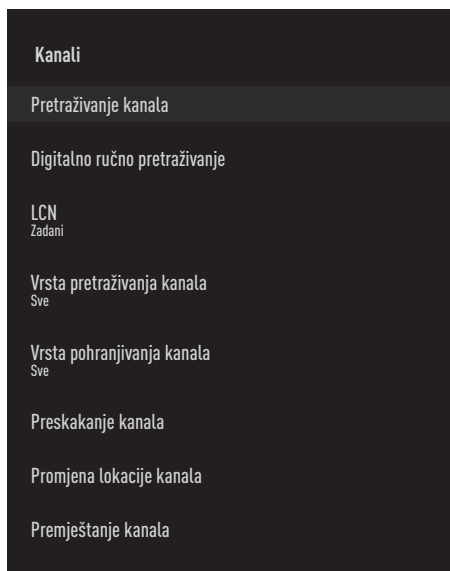 Kanali
Pretraživanje kanala
Digitalno ručno pretraživanje
LCN
Zadani
Vrsta pretraživanja kanala
Sve
Vrsta pohranjivanja kanala
Sve
Preskakanje kanala
Promjena lokacije kanala
Premještanje kanala